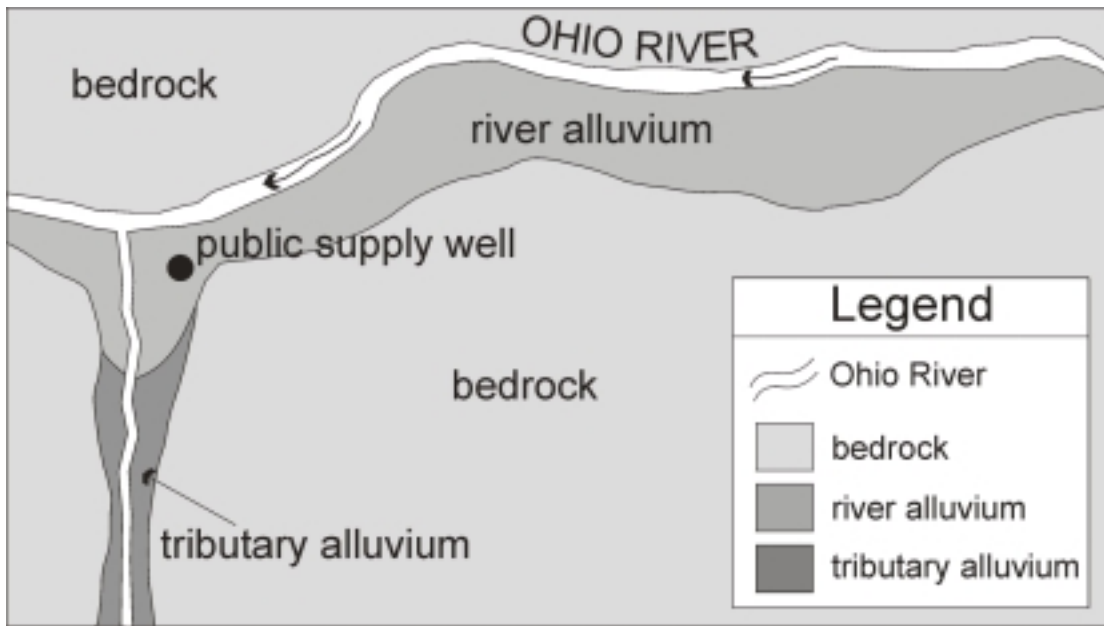 OHIO RIVER
bedrock
river alluvium
public supply well
bedrock
tributary alluvium
Legend
Ohio River
bedrock
river alluvium
tributary alluvium